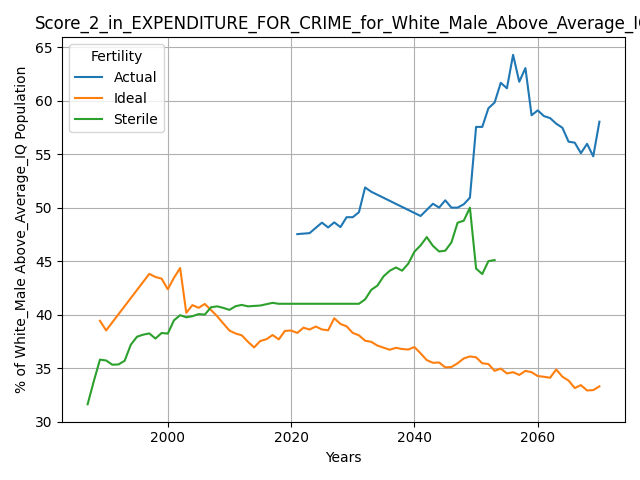 Score_2_in_EXPENDITURE_FOR_CRIME_for_White_Male_Above_Average_I
Fertility
Actual
Ideal
Sterile
% of White_Male Above_Average_IQ Population
65
60
55
50
45
40
35
30
2000
2020
2040
2060
Years